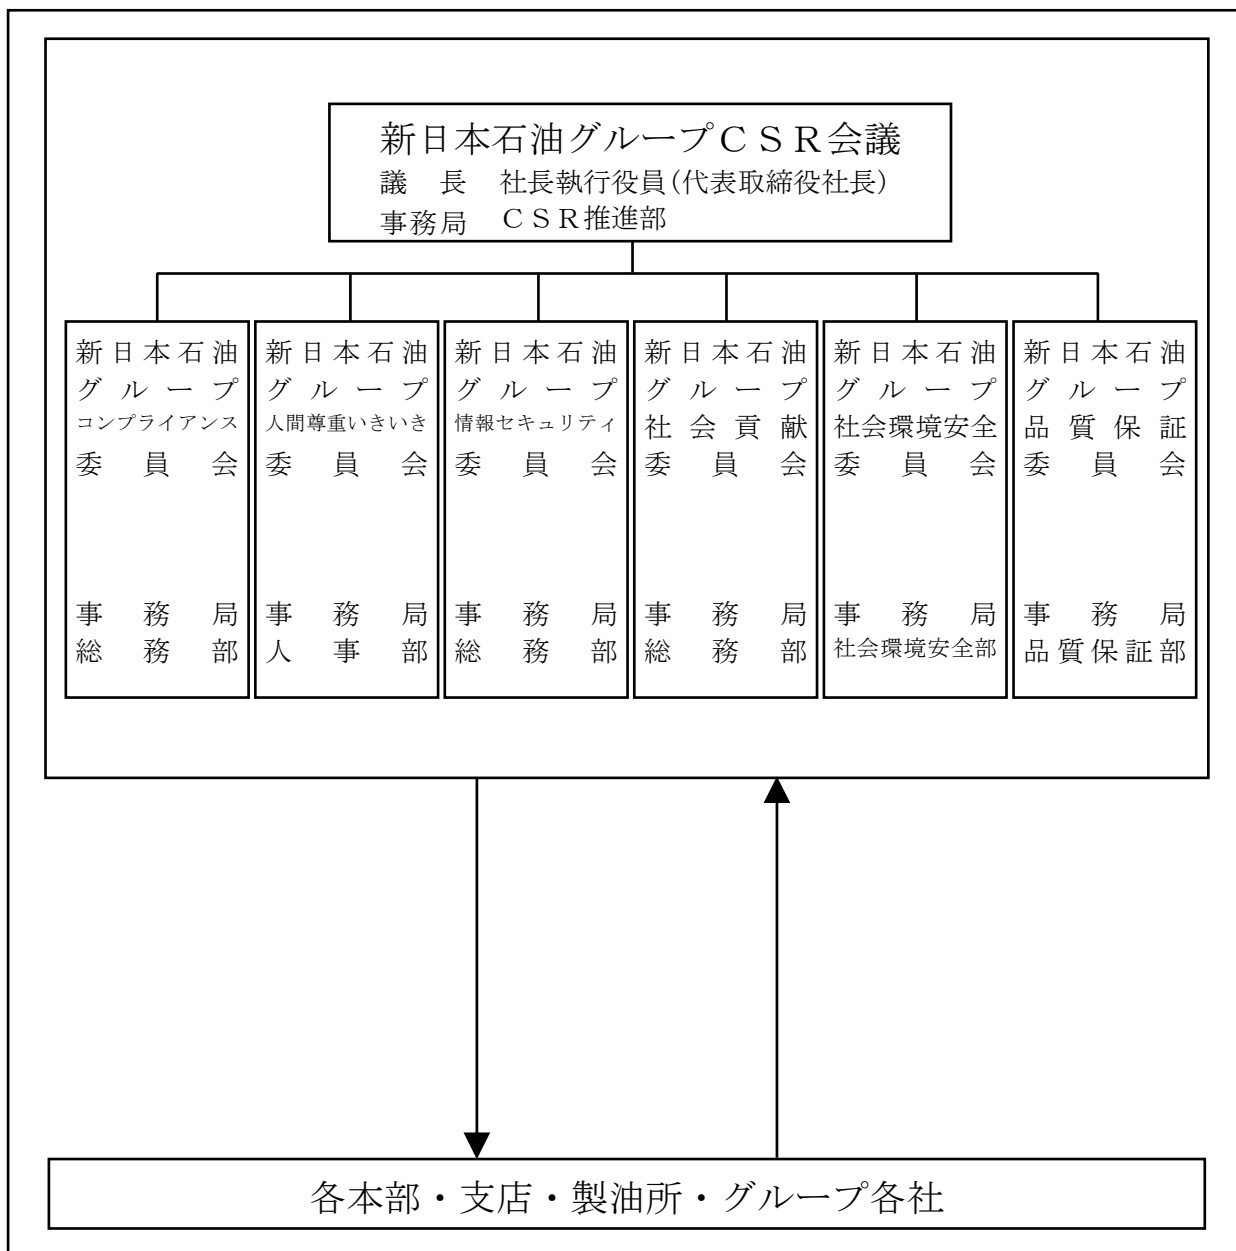 新日本石油グループＣＳＲ会議
議　長　社長執行役員(代表取締役社長)
事務局　ＣＳＲ推進部
新日本石油
グループ
コンプライアンス
委員会
事務局
総務部
新日本石油
グループ
人間尊重いきいき
委員会
事務局
人事部
新日本石油
グループ
情報セキュリティ
委員会
事務局
総務部
新日本石油
グループ
社会貢献
委員会
事務局
総務部
新日本石油
グループ
社会環境安全
委員会
事務局
社会環境安全部
新日本石油
グループ
品質保証
委員会
事務局
品質保証部
各本部・支店・製油所・グループ各社